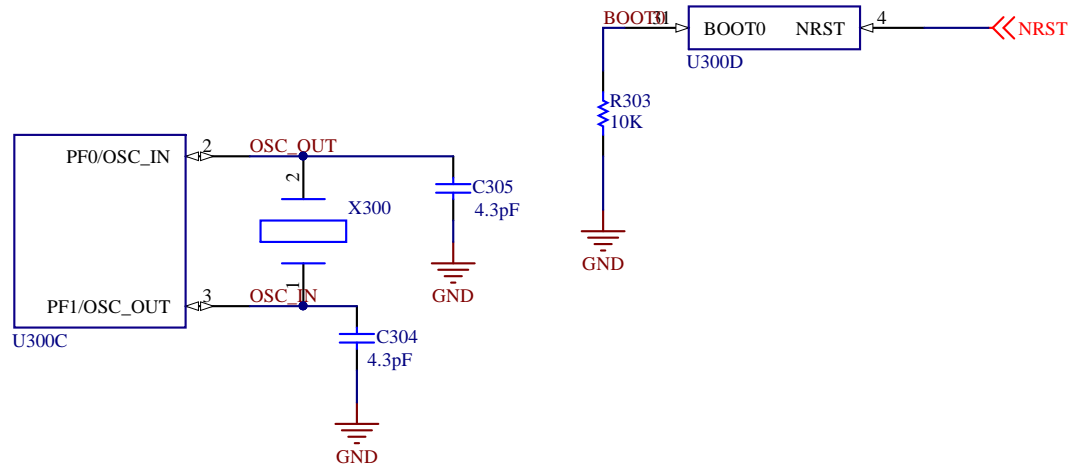 BOOT0
31
BOOT0
NRST
4
NRST
U300D
R303
10K
GND
PF0/OSC_IN
2
OSC_OUT
2
X300
C305
4.3pF
GND
PF1/OSC_OUT
3
OSC_IN
1
U300C
C304
4.3pF
GND